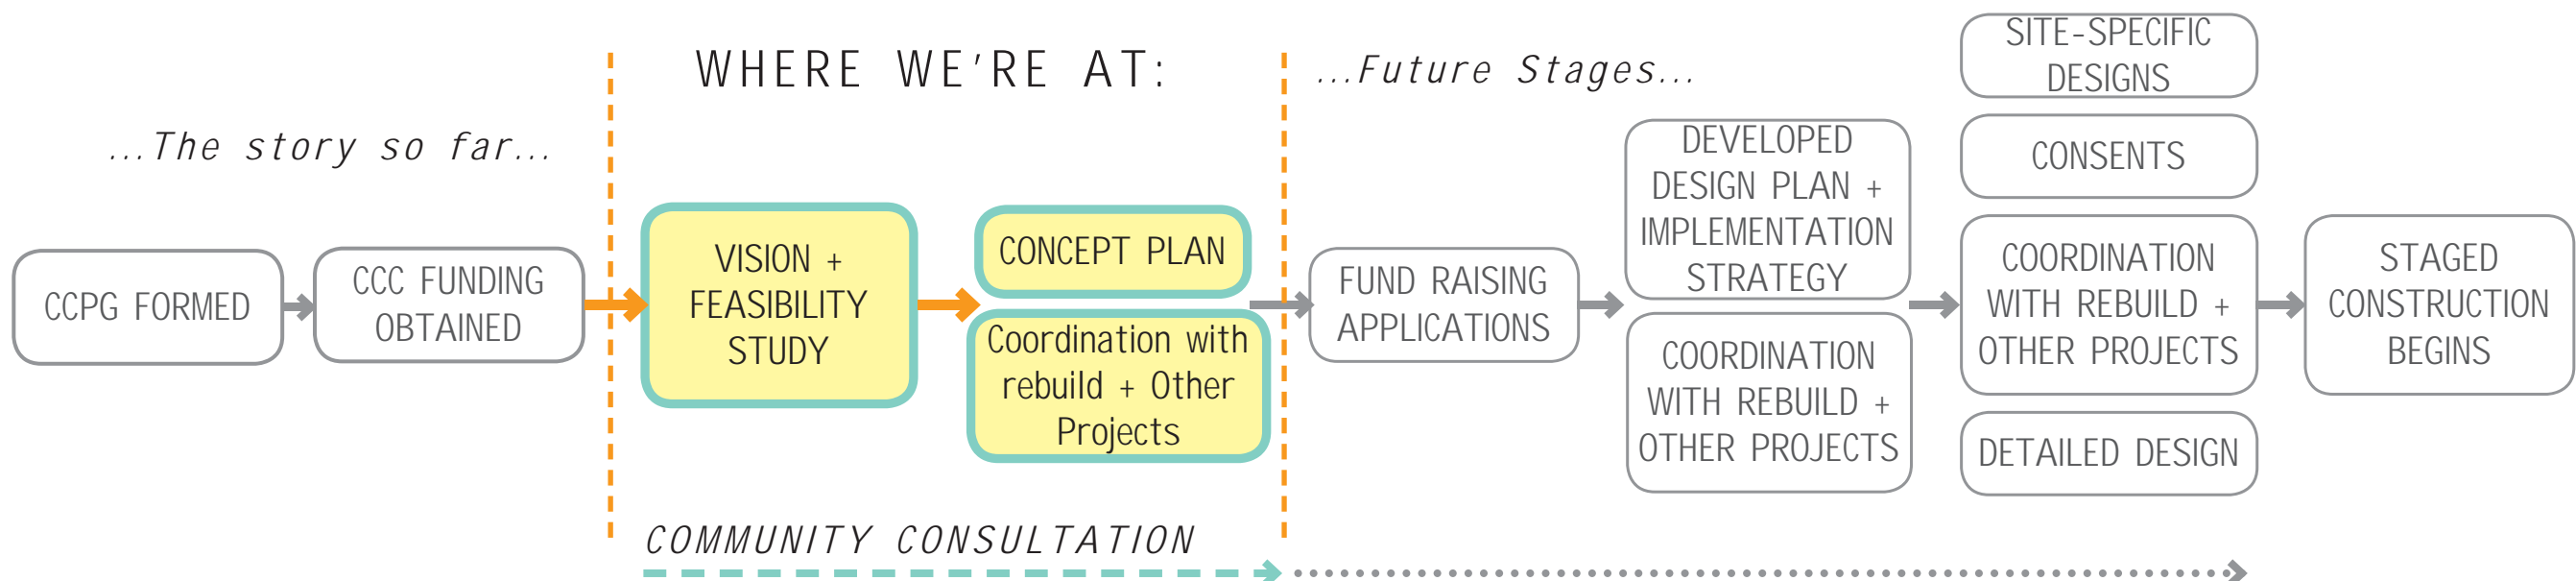 ...The story so far...
CCPG FORMED
CCC FUNDING
OBTAINED
WHERE WE'RE AT:
VISION +
FEASIBILITY
STUDY
CONCEPT PLAN
Coordination with
rebuild + Other
Projects
COMMUNITY CONSULTATION
...Future Stages...
FUND RAISING
APPLICATIONS
DEVELOPED
DESIGN PLAN +
IMPLEMENTATION
STRATEGY
COORDINATION
WITH REBUILD +
OTHER PROJECTS
SITE-SPECIFIC
DESIGNS
CONSENTS
COORDINATION
WITH REBUILD +
OTHER PROJECTS
DETAILED DESIGN
STAGED
CONSTRUCTION
BEGINS